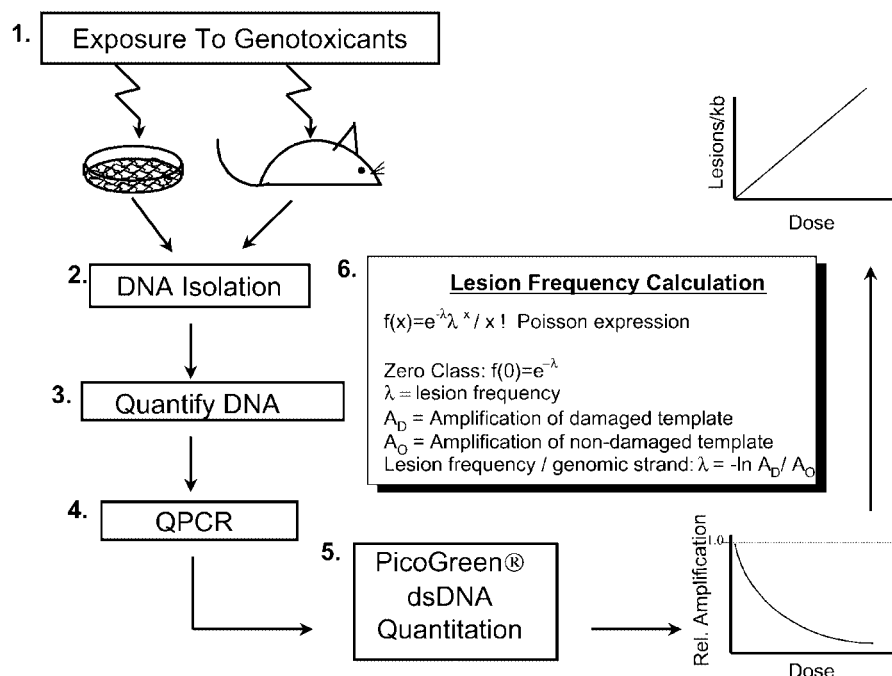 1. Exposure To Genotoxicants
2. DNA Isolation
3. Quantify DNA
4. QPCR
5. PicoGreen®
dsDNA
Quantitation
Rel. Amplification
1.0
Dose
6. Lesion Frequency Calculation
f(x)=e^-λ λ^x / x ! Poisson expression
Zero Class: f(0)=e^-λ
λ = lesion frequency
A_D = Amplification of damaged template
A_O = Amplification of non-damaged template
Lesion frequency / genomic strand: λ = -ln A_D/ A_O
Lesions/kb
Dose